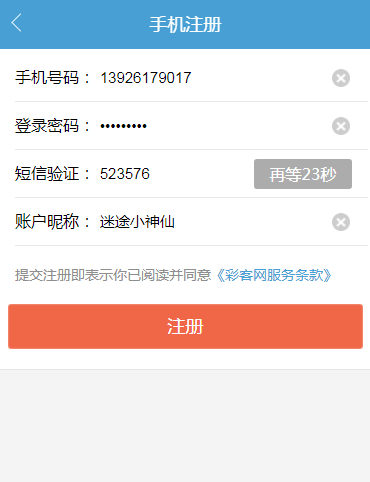 手机注册
手机号码： 13926179017
登录密码： •••••••••
短信验证： 523576 再等23秒
账户昵称： 迷途小神仙
提交注册即表示你已阅读并同意《彩客网服务条款》
注册